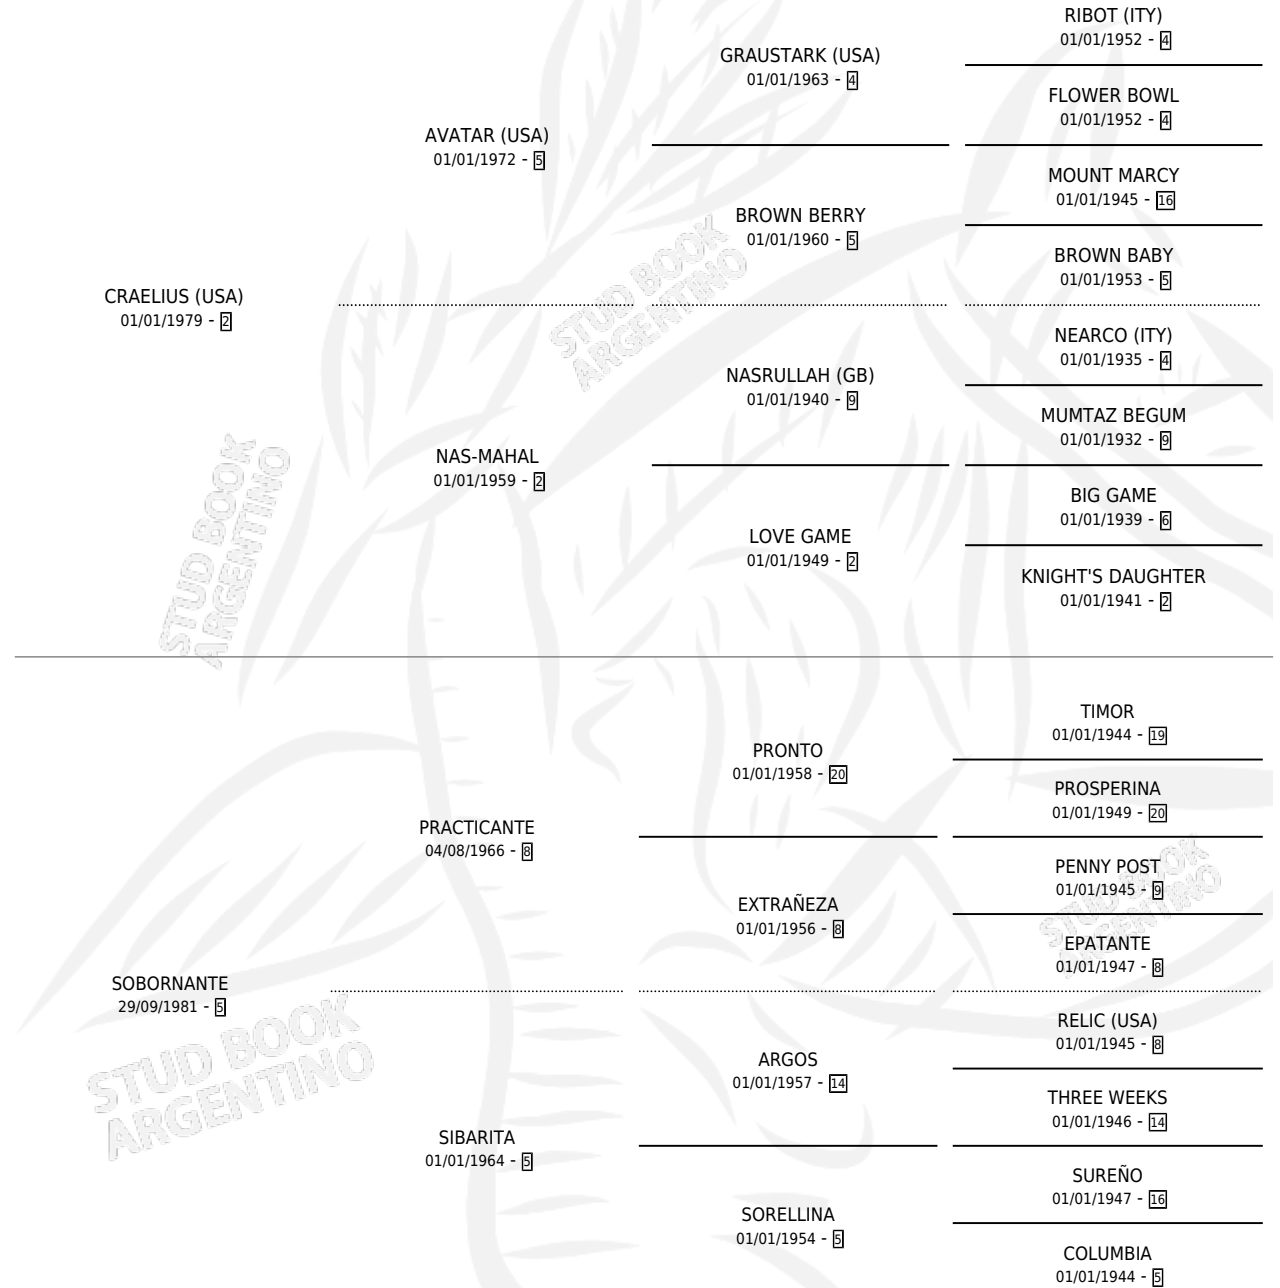 RIBOT (ITY)
01/01/1952 - 4
GRAUSTARK (USA)
01/01/1963 - 4
FLOWER BOWL
01/01/1952 - 4
AVATAR (USA)
01/01/1972 - 5
MOUNT MARCY
01/01/1945 - 16
BROWN BERRY
01/01/1960 - 5
BROWN BABY
01/01/1953 - 5
CRAELIUS (USA)
01/01/1979 - 2
NEARCO (ITY)
01/01/1935 - 4
NASRULLAH (GB)
01/01/1940 - 9
MUMTAZ BEGUM
01/01/1932 - 9
NAS-MAHAL
01/01/1959 - 2
BIG GAME
01/01/1939 - 6
LOVE GAME
01/01/1949 - 2
KNIGHT'S DAUGHTER
01/01/1941 - 2
TIMOR
01/01/1944 - 19
PRONTO
01/01/1958 - 20
PROSPERINA
01/01/1949 - 20
PRACTICANTE
04/08/1966 - 8
PENNY POST
01/01/1945 - 9
EXTRAÑEZA
01/01/1956 - 8
EPATANTE
01/01/1947 - 8
SOBORNANTE
29/09/1981 - 5
RELIC (USA)
01/01/1945 - 8
ARGOS
01/01/1957 - 14
THREE WEEKS
01/01/1946 - 14
SIBARITA
01/01/1964 - 5
SUREÑO
01/01/1947 - 16
SORELLINA
01/01/1954 - 5
COLUMBIA
01/01/1944 - 5
STUD BOOK
ARGENTINO
STUD BOOK
ARGENTINO
STUD BOOK
ARGENTINO
STUD BOOK
ARGENTINO